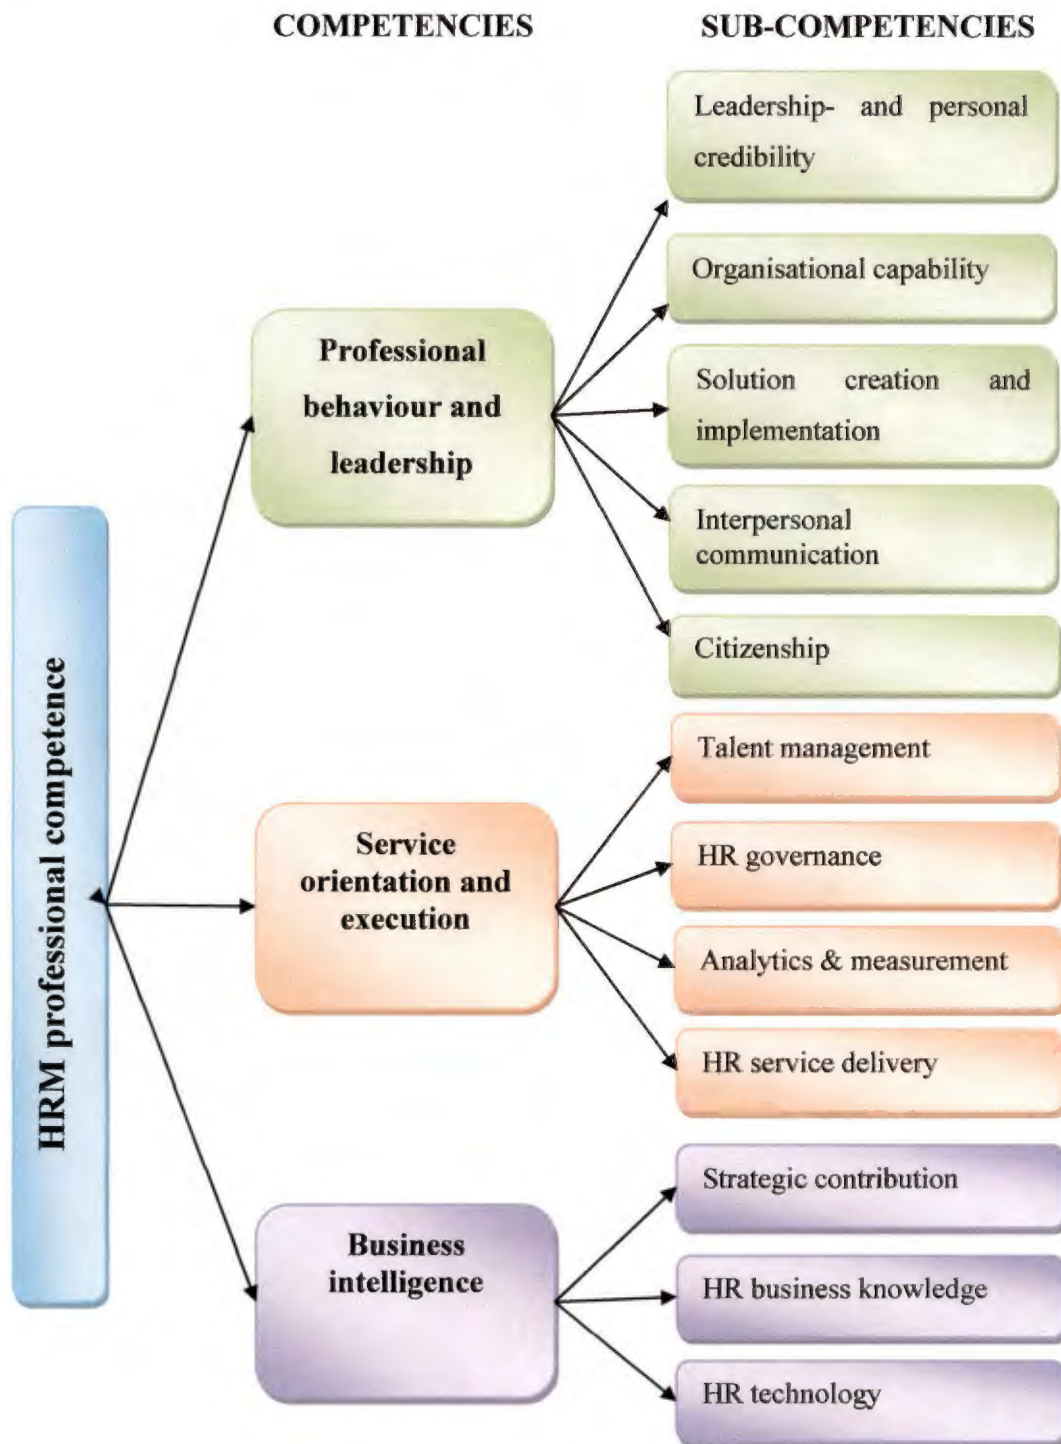 COMPETENCIES
SUB-COMPETENCIES
HRM professional competence
Professional
behaviour and
leadership
Leadership- and personal
credibility
Organisational capability
Solution creation and
implementation
Interpersonal
communication
Citizenship
Service
orientation and
execution
Talent management
HR governance
Analytics & measurement
HR service delivery
Business
intelligence
Strategic contribution
HR business knowledge
HR technology